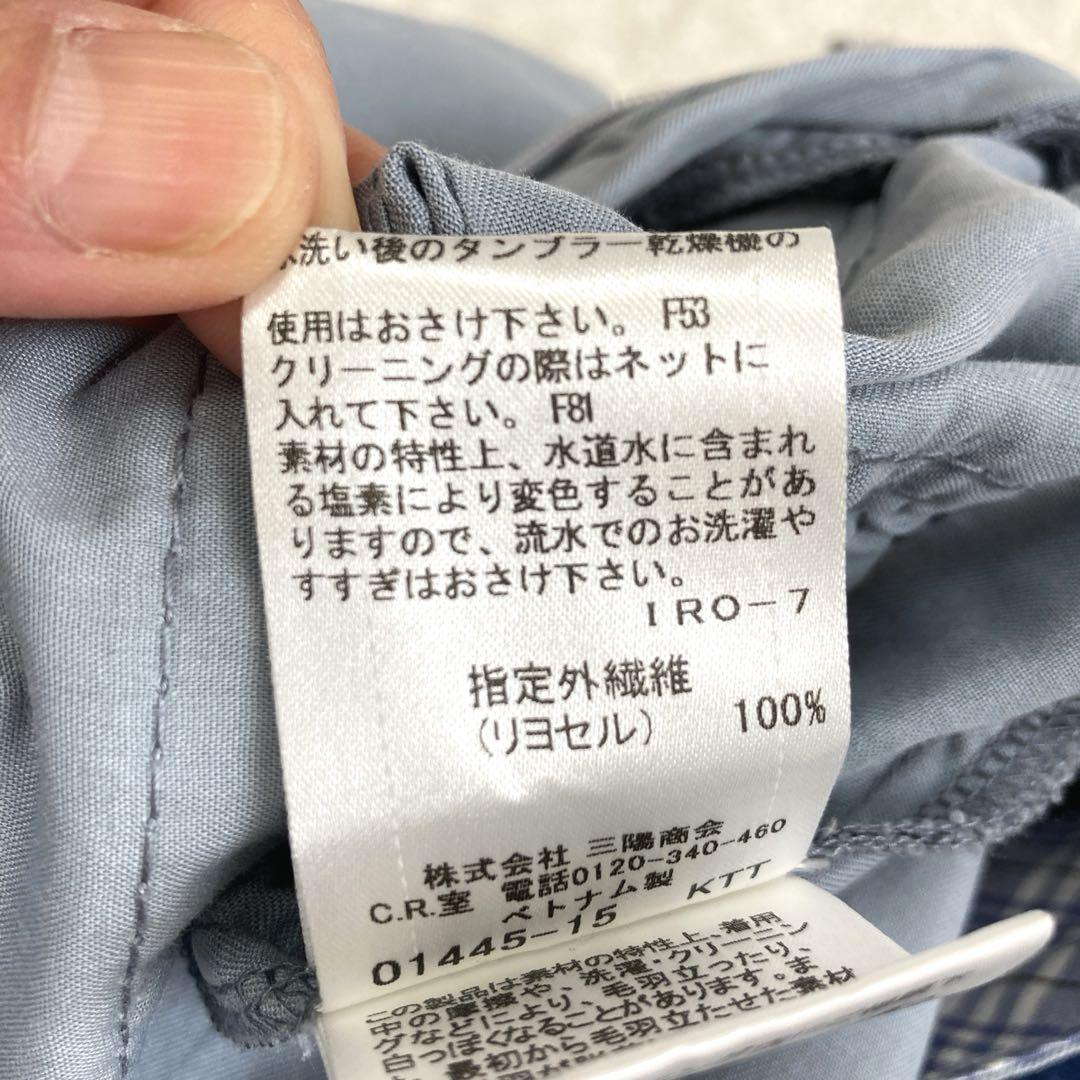 洗い後のタンブラー乾燥機の
使用はおさけ下さい。 F53
クリーニングの際はネットに
入れて下さい。 F81
素材の特性上、水道水に含まれ
る塩素により変色することがあ
りますので、流水でのお洗濯や
すすぎはおさけ下さい。
IRO-7
指定外繊維
(リヨセル) 100%
株式会社 三陽商会
C.R.室 電話0120-340-460
ベトナム製 KTT
01445-15
この製品は素材の特性上、着用
中の摩擦や、洗濯、クリーニン
グなどにより、毛羽立ったり、
白っぽくなることがあります。ま
最初から毛羽立たせた素材